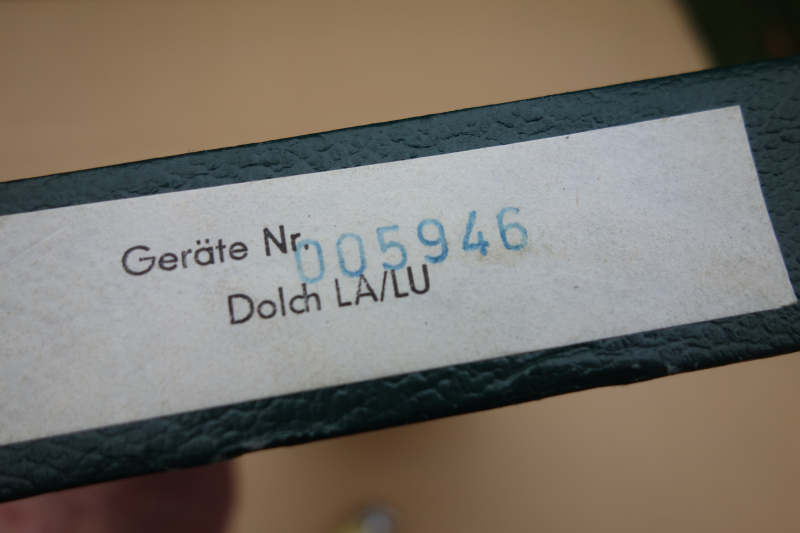 Geräte Nr. 005946
Dolch LA/LU